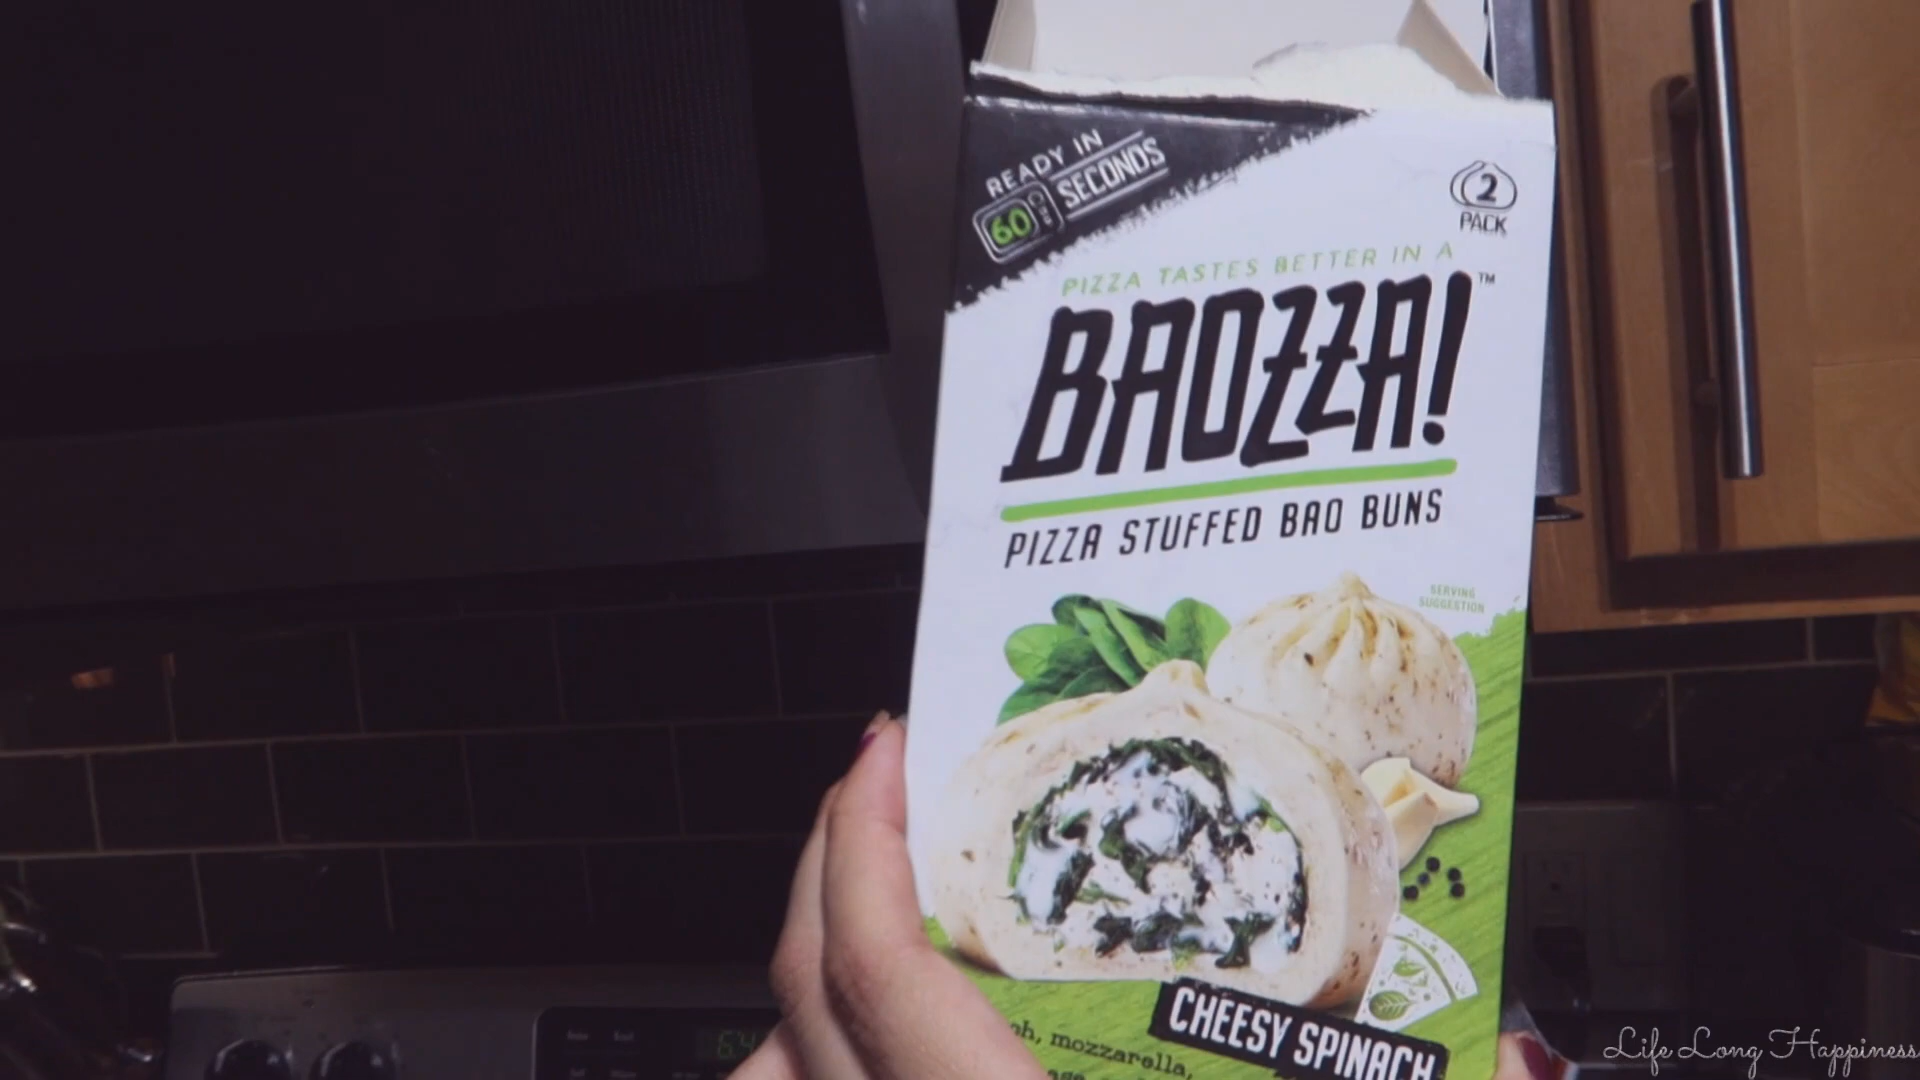 READY IN
60 SECONDS
2
PACK
PIZZA TASTES BETTER IN A
BAOZZA!™
PIZZA STUFFED BAO BUNS
SERVING
SUGGESTION
CHEESY SPINACH
mozzarella,
Life Long Happiness